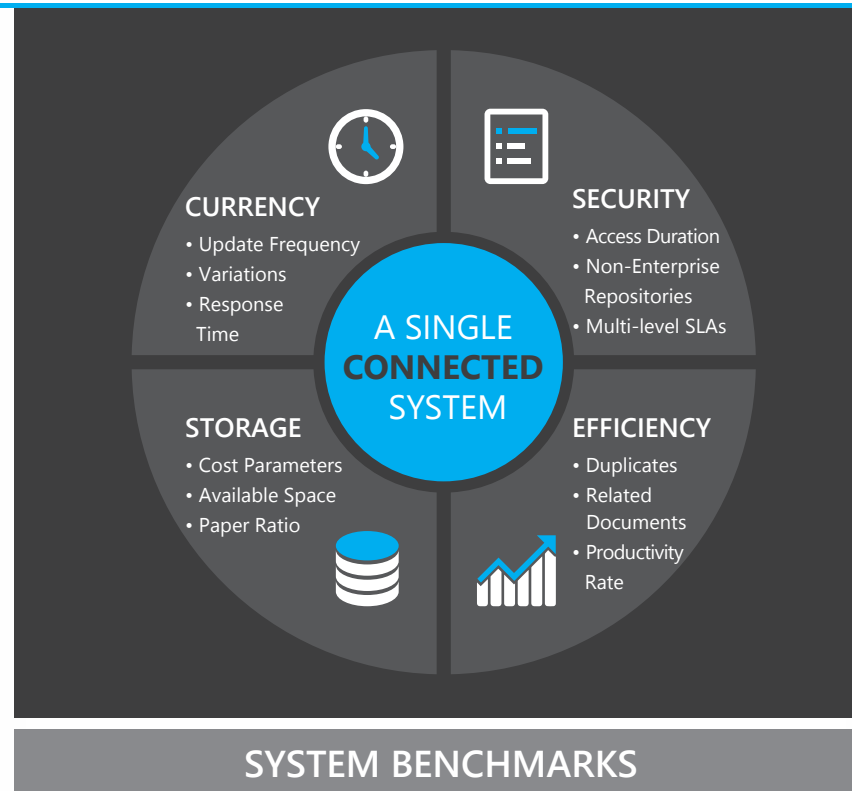 CURRENCY
• Update Frequency
• Variations
• Response
Time
SECURITY
• Access Duration
• Non-Enterprise
Repositories
• Multi-level SLAs
A SINGLE
CONNECTED
SYSTEM
STORAGE
• Cost Parameters
• Available Space
• Paper Ratio
EFFICIENCY
• Duplicates
• Related
Documents
• Productivity
Rate
SYSTEM BENCHMARKS